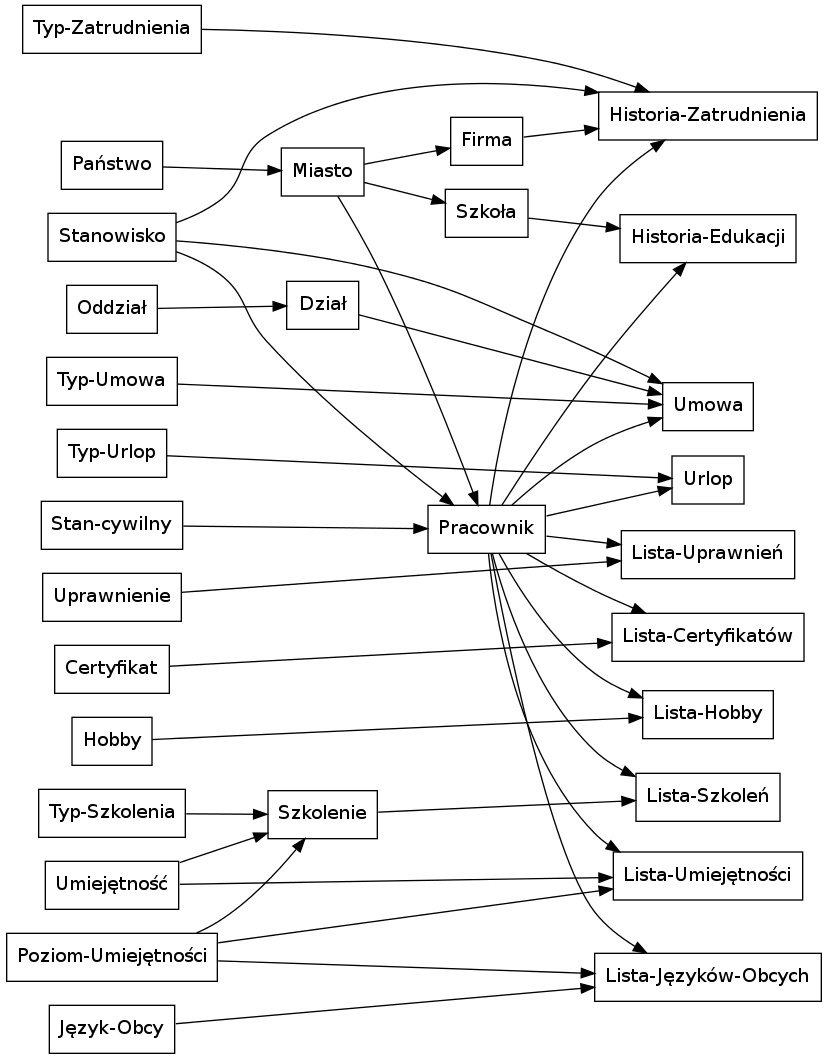 Typ-Zatrudnienia
Historia-Zatrudnienia
Firma
Państwo
Miasto
Szkoła
Stanowisko
Historia-Edukacji
Oddział
Dział
Typ-Umowa
Umowa
Typ-Urlop
Urlop
Stan-cywilny
Pracownik
Lista-Uprawnień
Uprawnienie
Lista-Certyfikatów
Certyfikat
Lista-Hobby
Hobby
Lista-Szkoleń
Typ-Szkolenia
Szkolenie
Umiejętność
Lista-Umiejętności
Poziom-Umiejętności
Lista-Języków-Obcych
Język-Obcy